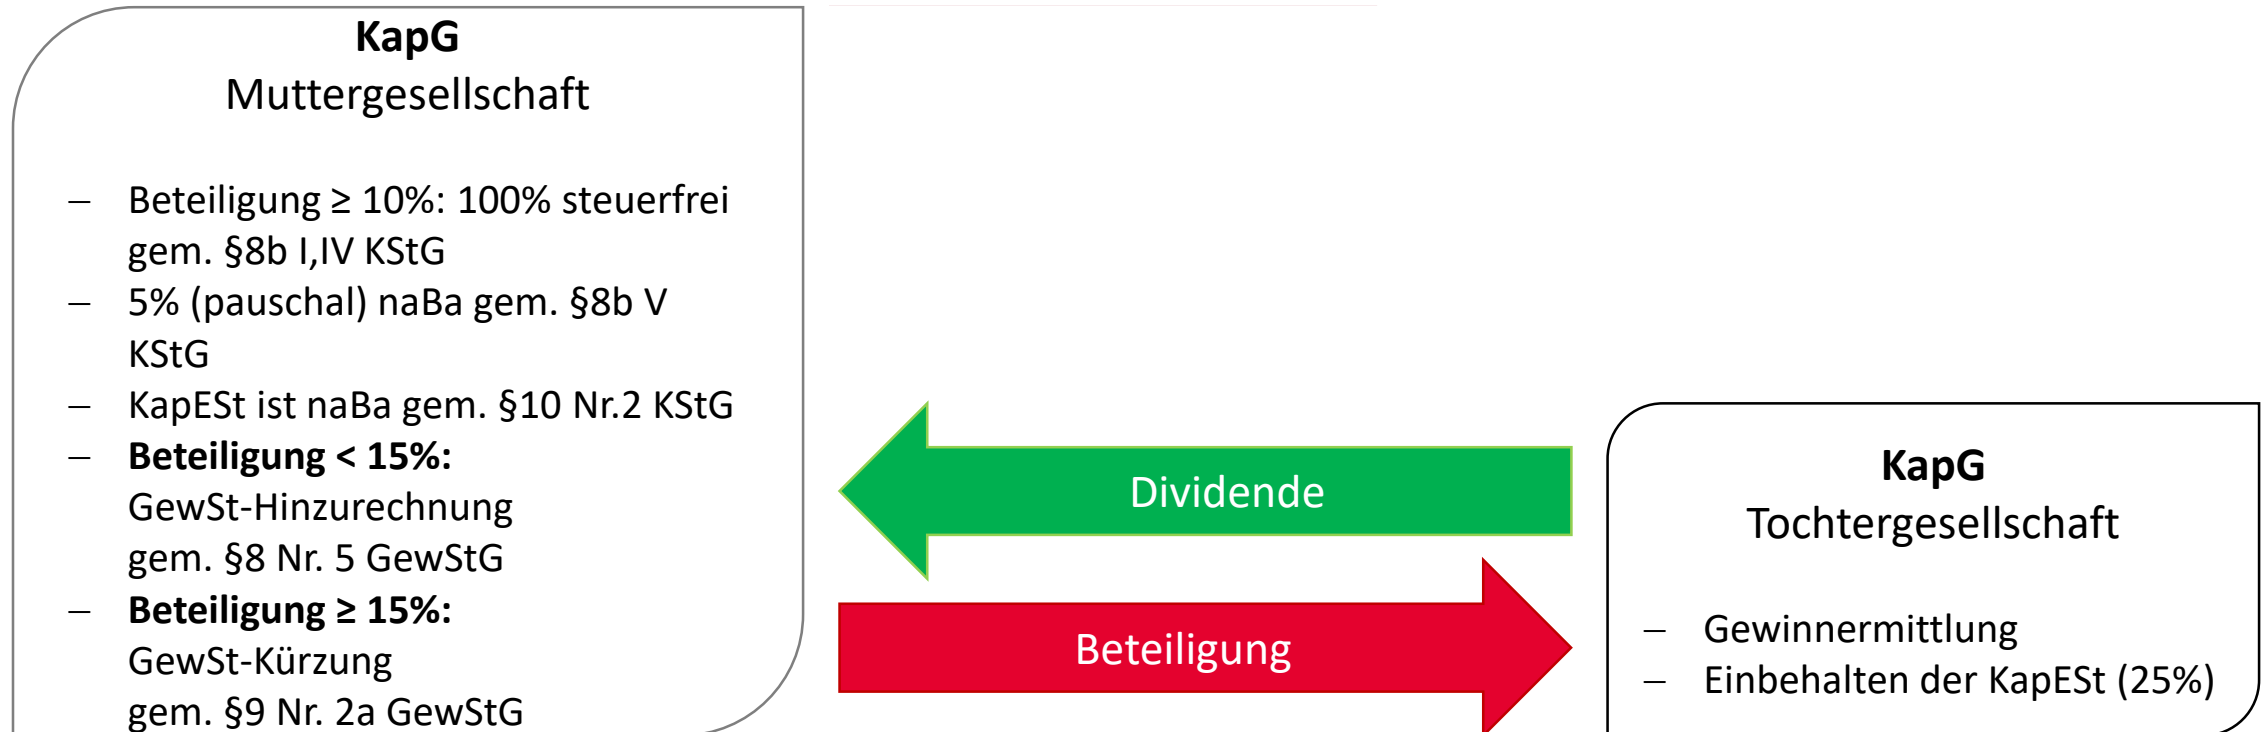 KapG
Muttergesellschaft
– Beteiligung ≥ 10%: 100% steuerfrei
gem. §8b I,IV KStG
– 5% (pauschal) naBa gem. §8b V
KStG
– KapESt ist naBa gem. §10 Nr.2 KStG
– Beteiligung < 15%:
GewSt-Hinzurechnung
gem. §8 Nr. 5 GewStG
– Beteiligung ≥ 15%:
GewSt-Kürzung
gem. §9 Nr. 2a GewStG
Dividende
Beteiligung
KapG
Tochtergesellschaft
– Gewinnermittlung
– Einbehalten der KapESt (25%)